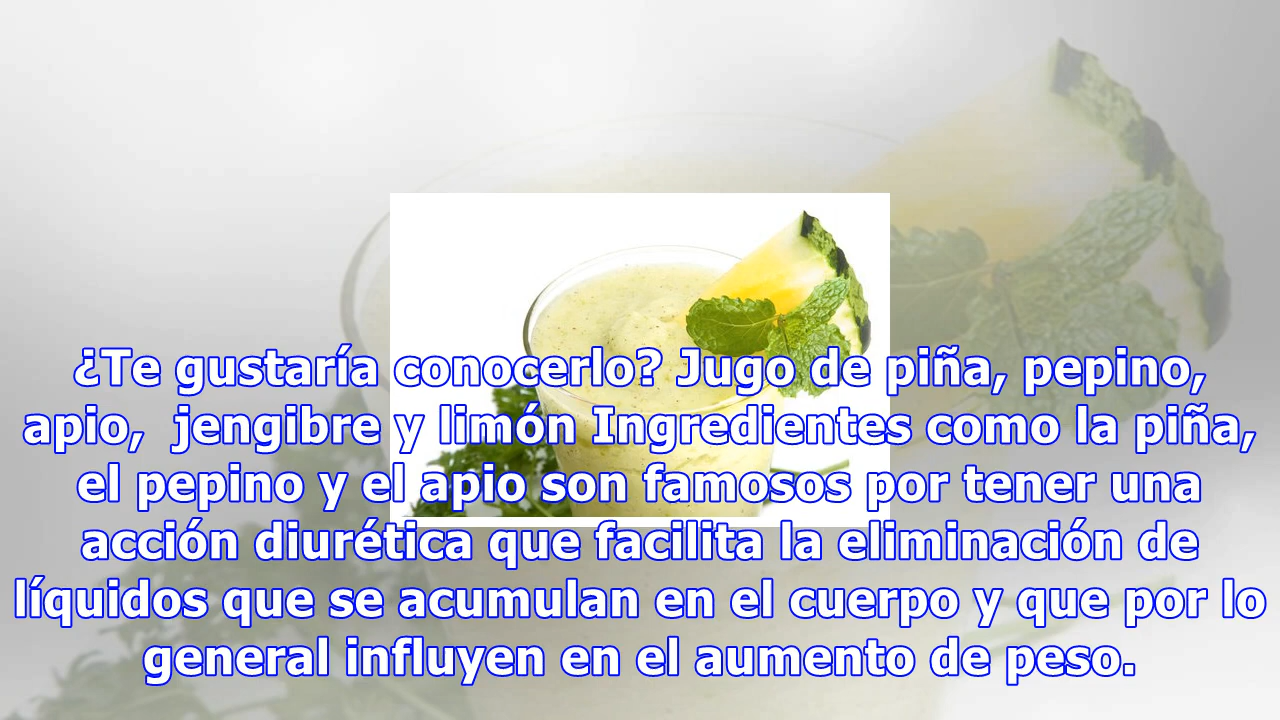 ¿Te gustaría conocerlo? Jugo de piña, pepino,
apio,  jengibre y limón Ingredientes como la piña,
el pepino y el apio son famosos por tener una
acción diurética que facilita la eliminación de
líquidos que se acumulan en el cuerpo y que por lo
general influyen en el aumento de peso.